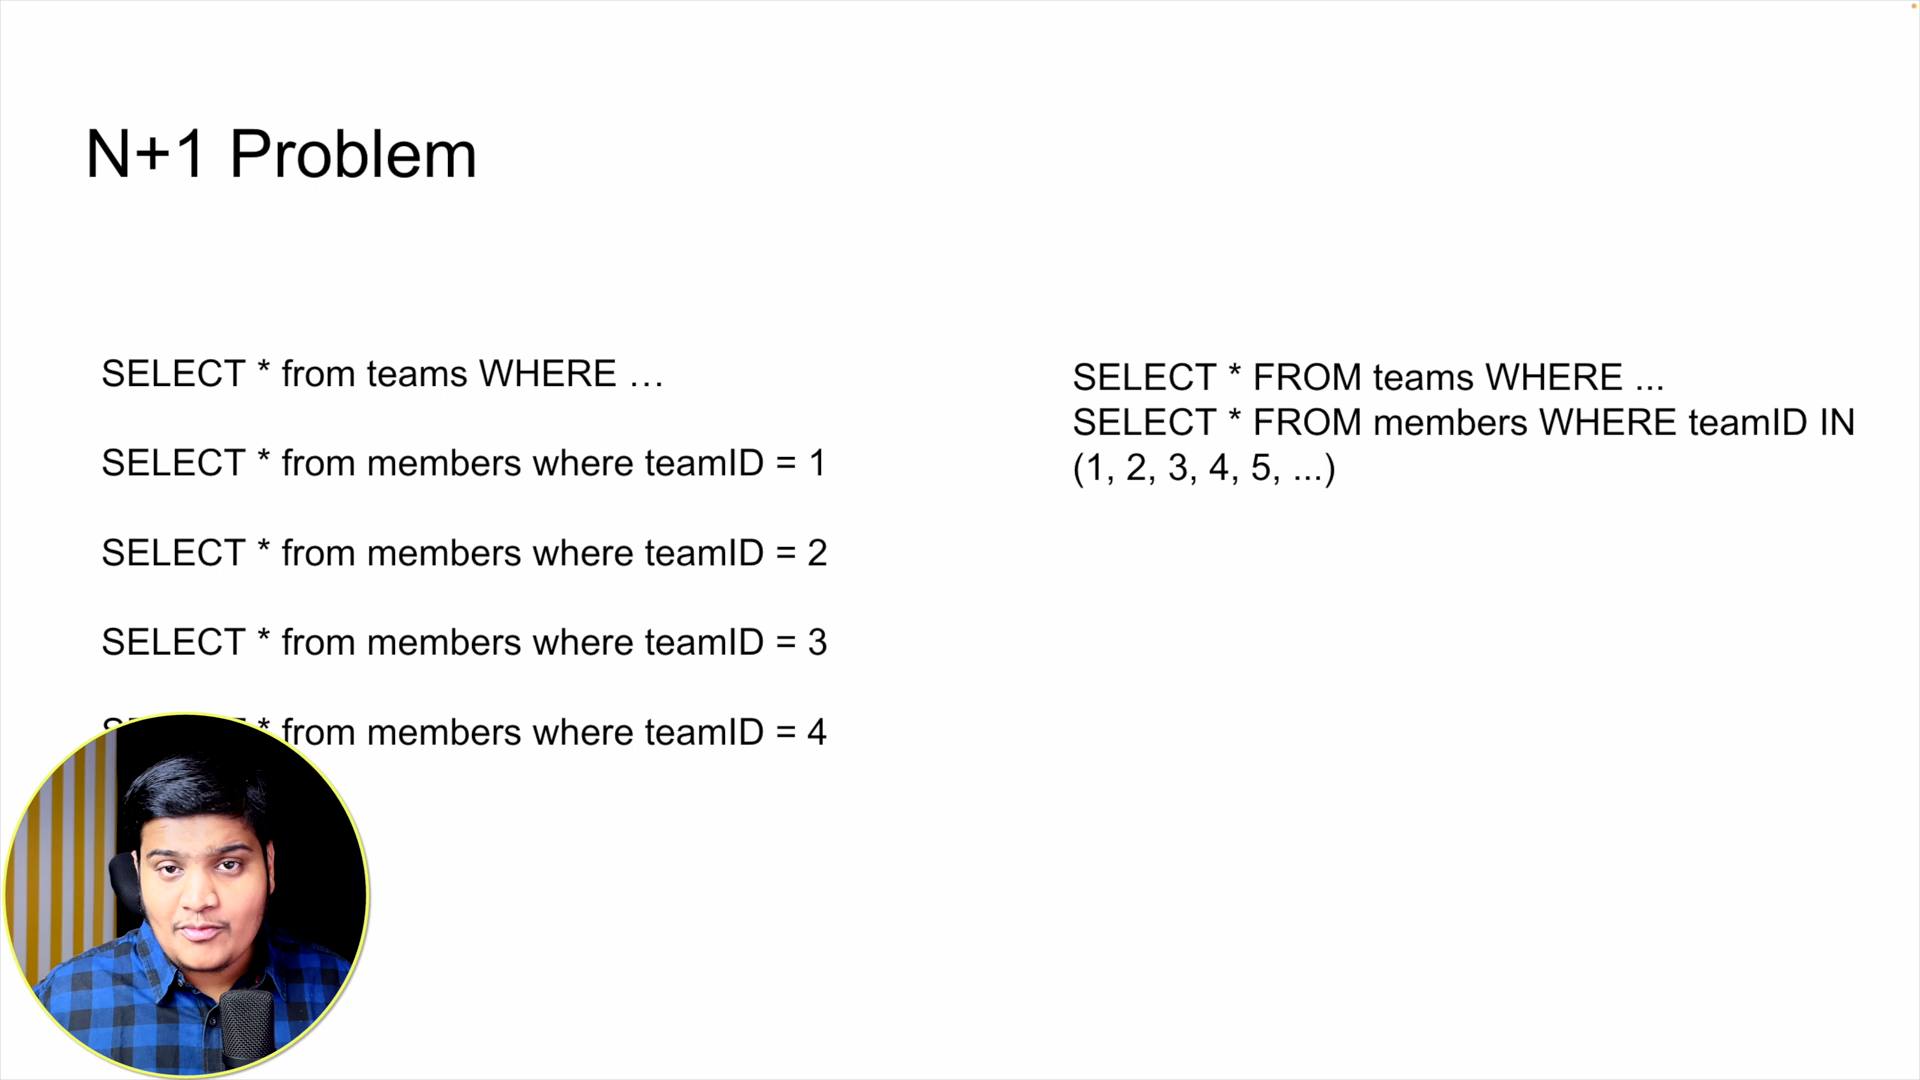 N+1 Problem
SELECT * from teams WHERE …
SELECT * from members where teamID = 1
SELECT * from members where teamID = 2
SELECT * from members where teamID = 3
* from members where teamID = 4
SELECT * FROM teams WHERE ...
SELECT * FROM members WHERE teamID IN
(1, 2, 3, 4, 5, ...)